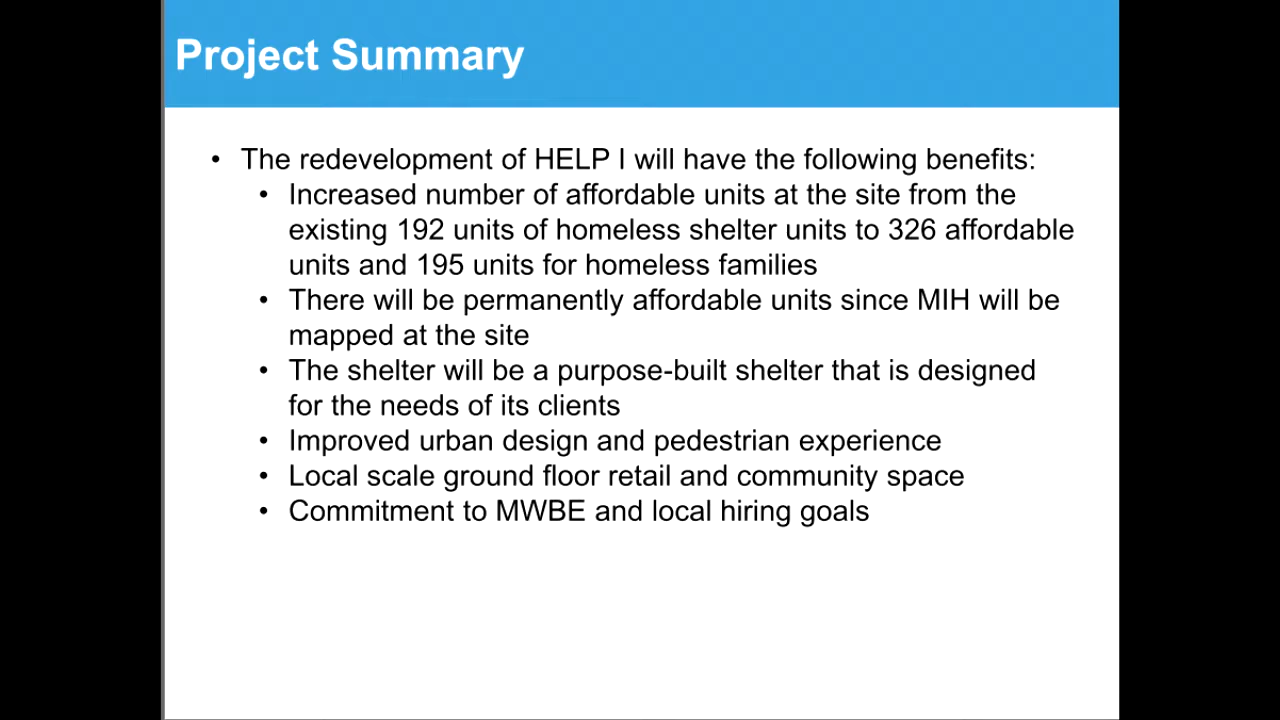 Project Summary
• The redevelopment of HELP I will have the following benefits:
• Increased number of affordable units at the site from the
existing 192 units of homeless shelter units to 326 affordable
units and 195 units for homeless families
• There will be permanently affordable units since MIH will be
mapped at the site
• The shelter will be a purpose-built shelter that is designed
for the needs of its clients
• Improved urban design and pedestrian experience
• Local scale ground floor retail and community space
• Commitment to MWBE and local hiring goals